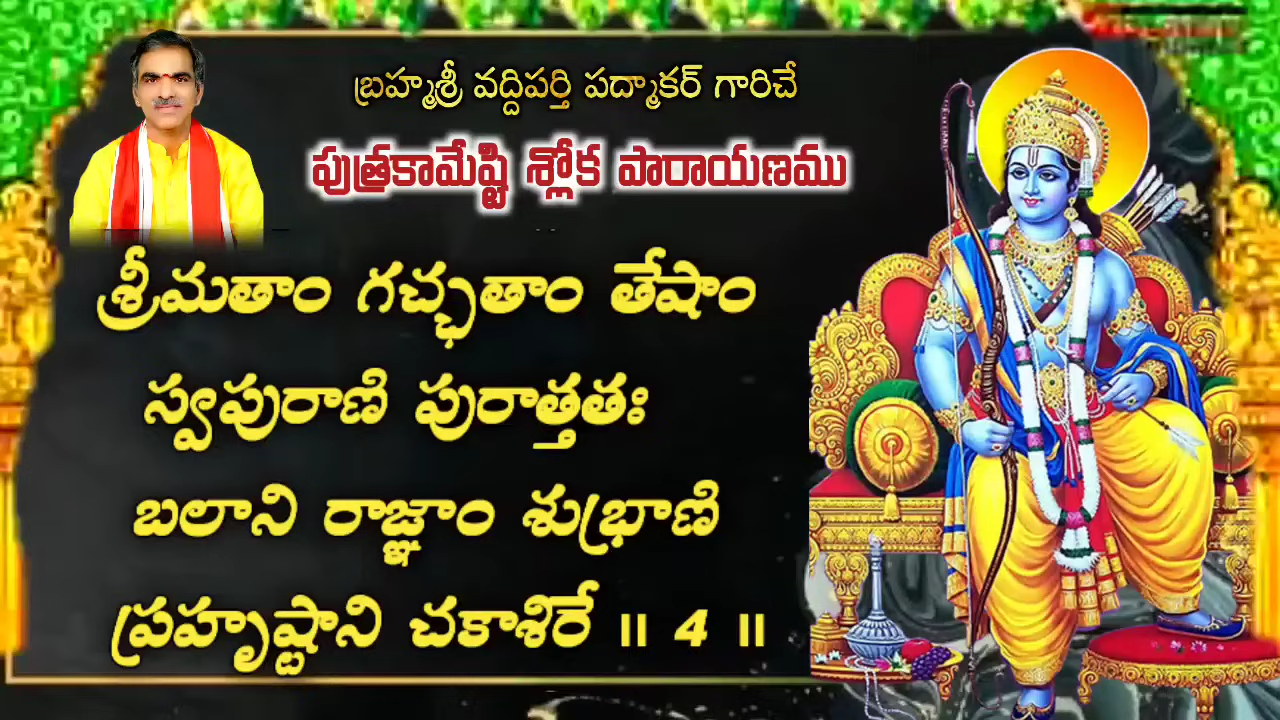 బ్రహ్మశ్రీ వద్దిపర్తి పద్మాకర్ గారిచే
పుత్రకామేష్టి శ్లోక పారాయణము
శ్రీమతాం గచ్ఛతాం తేషాం
స్వపురాణి పురాత్తతః
బలాని రాజ్ఞాం శుభ్రాణి
ప్రహృష్టాని చకాశిరే ॥ 4 ॥